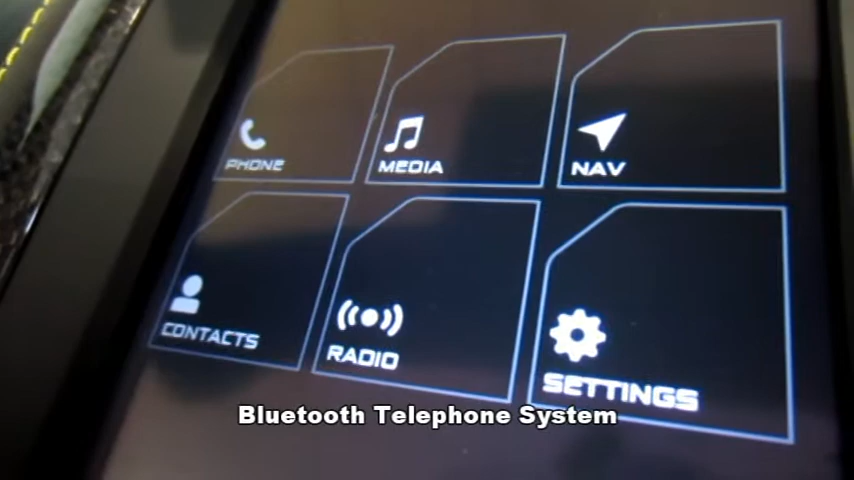 PHONE
MEDIA
NAV
CONTACTS
RADIO
SETTINGS
Bluetooth Telephone System